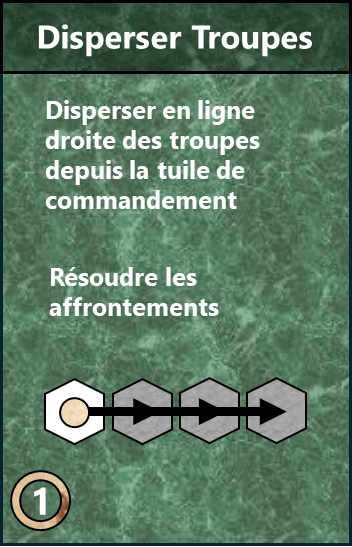 Disperser Troupes
Disperser en ligne
droite des troupes
depuis la tuile de
commandement
Résoudre les
affrontements
1